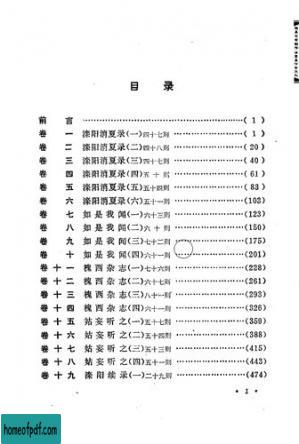 目录
前言 (1)
卷一 滦阳消夏录(一)四十七则 (1)
卷二 滦阳消夏录(二)四十八则 (20)
卷三 滦阳消夏录(三)四十七则 (40)
卷四 滦阳消夏录(四)五十则 (61)
卷五 滦阳消夏录(五)五十四则 (83)
卷六 滦阳消夏录(六)五十一则 (103)
卷七 如是我闻(一)六十三则 (123)
卷八 如是我闻(二)六十则 (150)
卷九 如是我闻(三)七十二则 (175)
卷十 如是我闻(四)六十一则 (201)
卷十一 槐西杂志(一)七十六则 (228)
卷十二 槐西杂志(二)六十七则 (261)
卷十三 槐西杂志(三)八十一则 (293)
卷十四 槐西杂志(四)六十一则 (326)
卷十五 姑妄听之(一)五十七则 (359)
卷十六 姑妄听之(二)五十四则 (388)
卷十七 姑妄听之(三)五十三则 (415)
卷十八 姑妄听之(四)五十一则 (443)
卷十九 滦阳续录(一)二十九则 (474)
homeofpdf.com